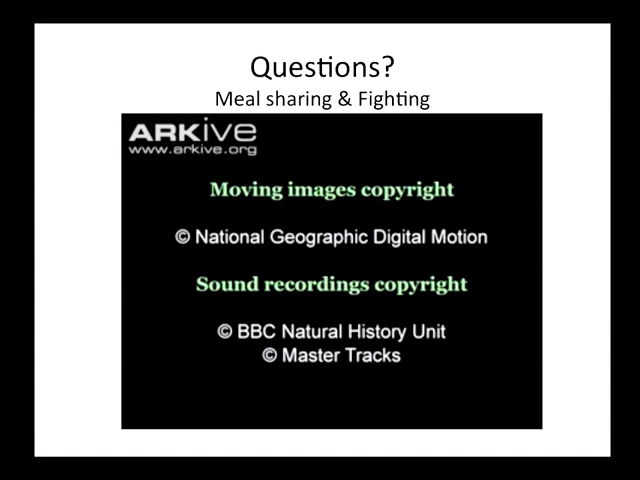 Questions?
Meal sharing & Fighting
ARKive
www.arkive.org
Moving images copyright
© National Geographic Digital Motion
Sound recordings copyright
© BBC Natural History Unit
© Master Tracks